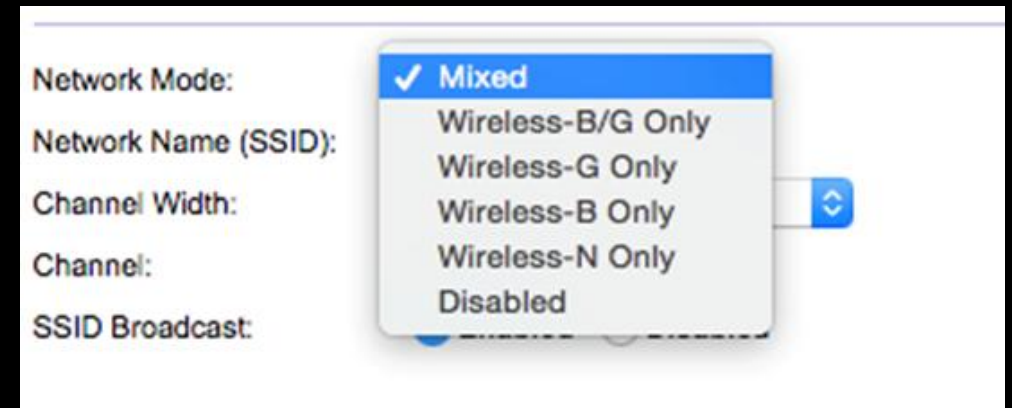 Network Mode:
Mixed
Wireless-B/G Only
Wireless-G Only
Wireless-B Only
Wireless-N Only
Disabled
Network Name (SSID):
Channel Width:
Channel:
SSID Broadcast: